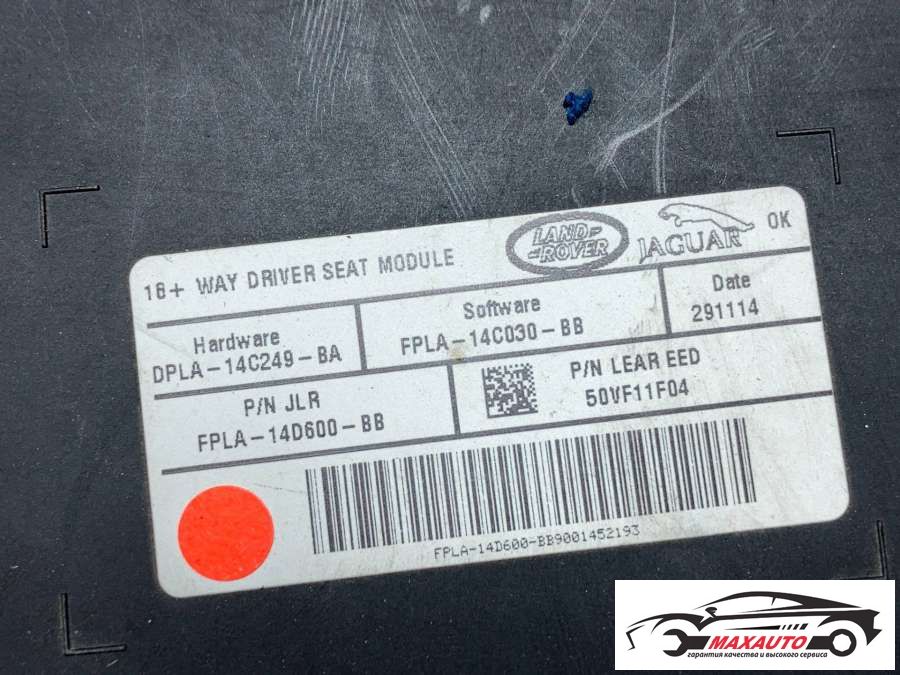 LAND-
-ROVER
JAGUAR
OK
16+ WAY DRIVER SEAT MODULE
Hardware
DPLA-14C249-BA
Software
FPLA-14C030-BB
Date
291114
P/N JLR
FPLA-14D600-BB
P/N LEAR EED
50VF11F04
FPLA-14D600-BB9001452193
MAXAUTO
гарантия качества и высокого сервиса